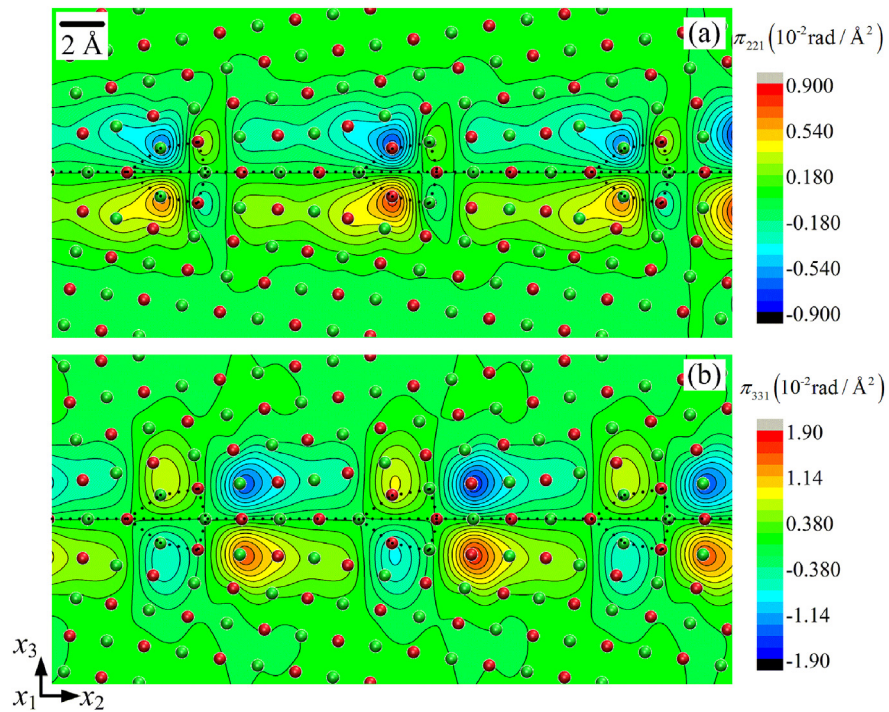 2 Å
(a)
π₂₂₁(10⁻²rad / Å²)
0.900
0.540
0.180
-0.180
-0.540
-0.900
(b)
π₃₃₁(10⁻²rad / Å²)
1.90
1.14
0.380
-0.380
-1.14
-1.90
x₃
x₁
x₂